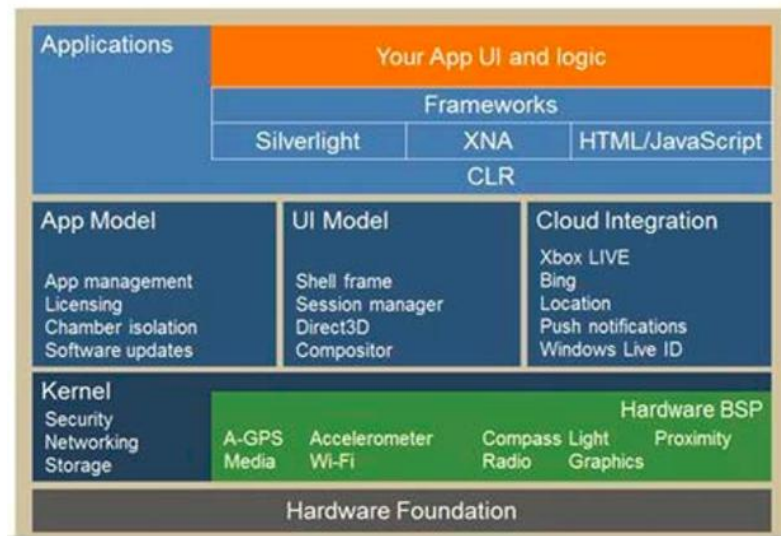 Applications
Your App UI and logic
Frameworks
Silverlight XNA HTML/JavaScript
CLR
App Model
App management
Licensing
Chamber isolation
Software updates
UI Model
Shell frame
Session manager
Direct3D
Compositor
Cloud Integration
Xbox LIVE
Bing
Location
Push notifications
Windows Live ID
Kernel
Security
Networking
Storage
Hardware BSP
A-GPS Accelerometer Compass Light Proximity
Media Wi-Fi Radio Graphics
Hardware Foundation